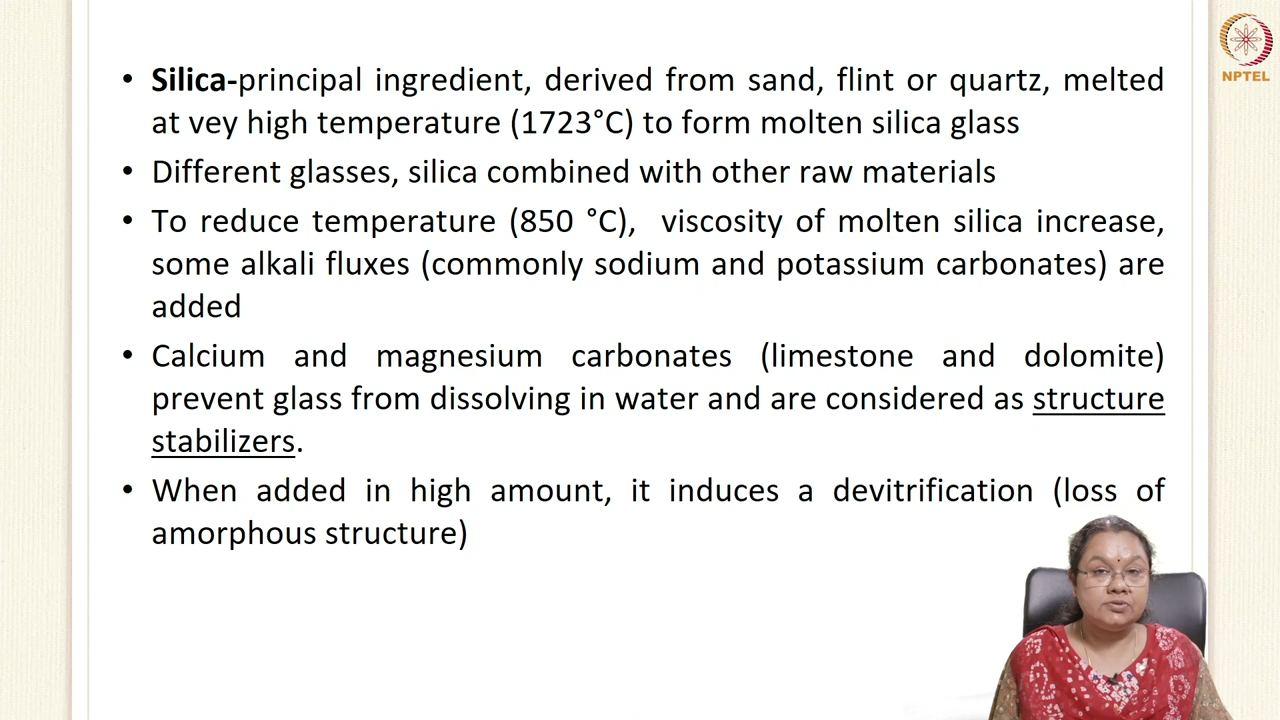 NPTEL
• Silica-principal ingredient, derived from sand, flint or quartz, melted
at vey high temperature (1723°C) to form molten silica glass
• Different glasses, silica combined with other raw materials
• To reduce temperature (850 °C), viscosity of molten silica increase,
some alkali fluxes (commonly sodium and potassium carbonates) are
added
• Calcium and magnesium carbonates (limestone and dolomite)
prevent glass from dissolving in water and are considered as structure
stabilizers.
• When added in high amount, it induces a devitrification (loss of
amorphous structure)